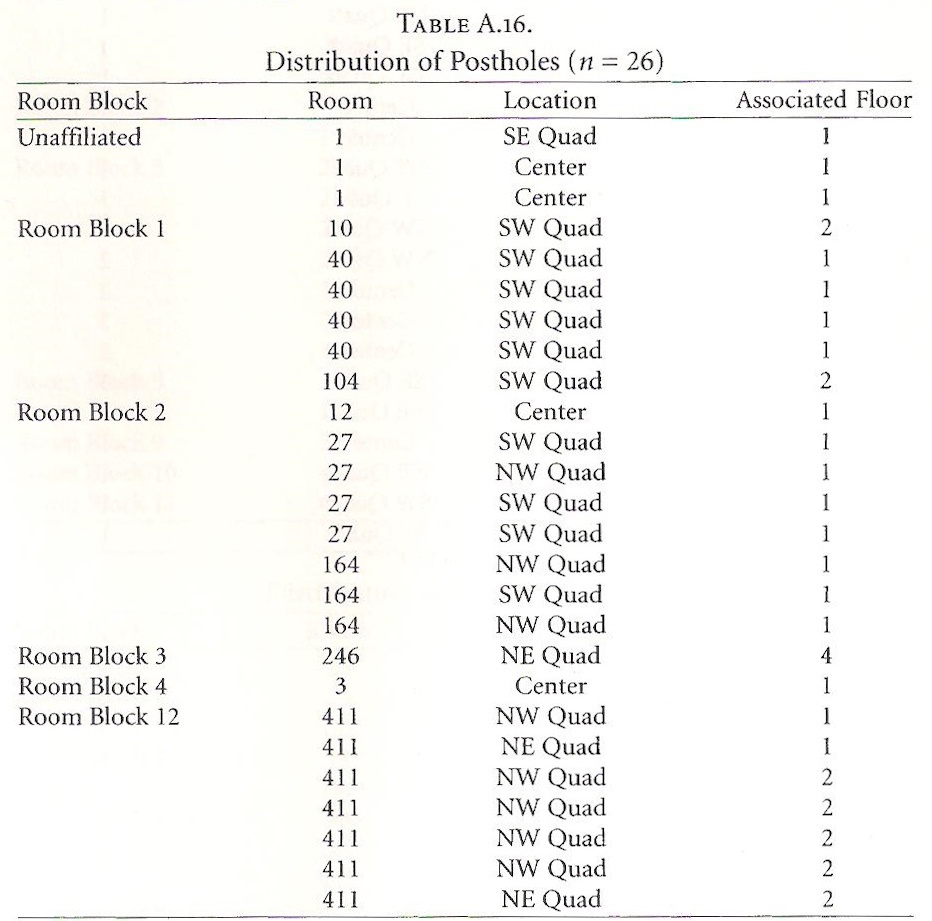 TABLE A.16.
Distribution of Postholes (n = 26)
Room Block Room Location Associated Floor
Unaffiliated 1 SE Quad 1
1 Center 1
1 Center 1
Room Block 1 10 SW Quad 2
40 SW Quad 1
40 SW Quad 1
40 SW Quad 1
40 SW Quad 1
104 SW Quad 2
Room Block 2 12 Center 1
27 SW Quad 1
27 NW Quad 1
27 SW Quad 1
27 SW Quad 1
164 NW Quad 1
164 SW Quad 1
164 NW Quad 1
Room Block 3 246 NE Quad 4
Room Block 4 3 Center 1
Room Block 12 411 NW Quad 1
411 NE Quad 1
411 NW Quad 2
411 NW Quad 2
411 NW Quad 2
411 NW Quad 2
411 NE Quad 2